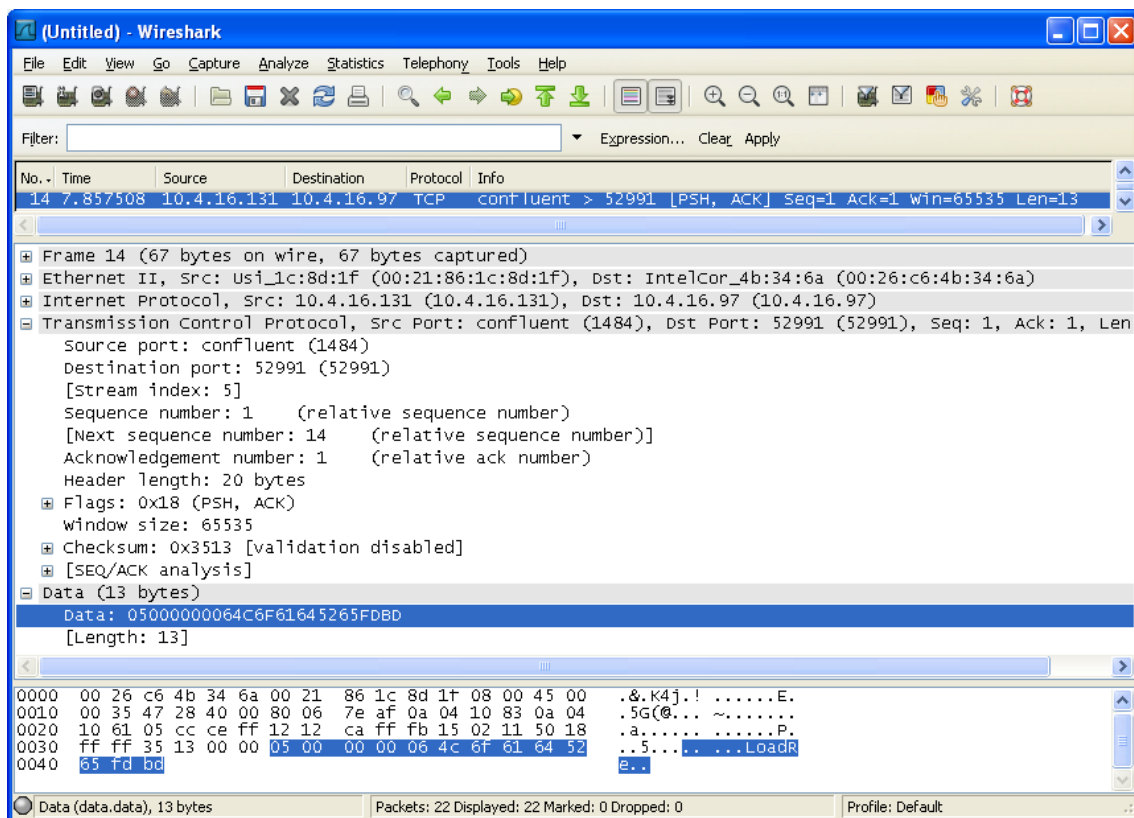 (Untitled) - Wireshark
File Edit View Go Capture Analyze Statistics Telephony Tools Help
Filter: Expression... Clear Apply
No. Time Source Destination Protocol Info
14 7.857508 10.4.16.131 10.4.16.97 TCP confluent > 52991 [PSH, ACK] Seq=1 Ack=1 Win=65535 Len=13
Frame 14 (67 bytes on wire, 67 bytes captured)
Ethernet II, Src: Usi_1c:8d:1f (00:21:86:1c:8d:1f), Dst: IntelCor_4b:34:6a (00:26:c6:4b:34:6a)
Internet Protocol, Src: 10.4.16.131 (10.4.16.131), Dst: 10.4.16.97 (10.4.16.97)
Transmission Control Protocol, Src Port: confluent (1484), Dst Port: 52991 (52991), Seq: 1, Ack: 1, Len
Source port: confluent (1484)
Destination port: 52991 (52991)
[Stream index: 5]
Sequence number: 1 (relative sequence number)
[Next sequence number: 14 (relative sequence number)]
Acknowledgement number: 1 (relative ack number)
Header length: 20 bytes
Flags: 0x18 (PSH, ACK)
Window size: 65535
Checksum: 0x3513 [validation disabled]
[SEQ/ACK analysis]
Data (13 bytes)
Data: 05000000064C6F61645265FDBD
[Length: 13]
0000 00 26 c6 4b 34 6a 00 21 86 1c 8d 1f 08 00 45 00 .&.K4j.! ......E.
0010 00 35 47 28 40 00 80 06 7e af 0a 04 10 83 0a 04 .5G(@... ~.......
0020 10 61 05 cc ce ff 12 12 ca ff fb 15 02 11 50 18 .a...... ......P.
0030 ff ff 35 13 00 00 05 00 00 00 06 4c 6f 61 64 52 ..5..... ...LoadR
0040 65 fd bd e..
Data (data.data), 13 bytes Packets: 22 Displayed: 22 Marked: 0 Dropped: 0 Profile: Default